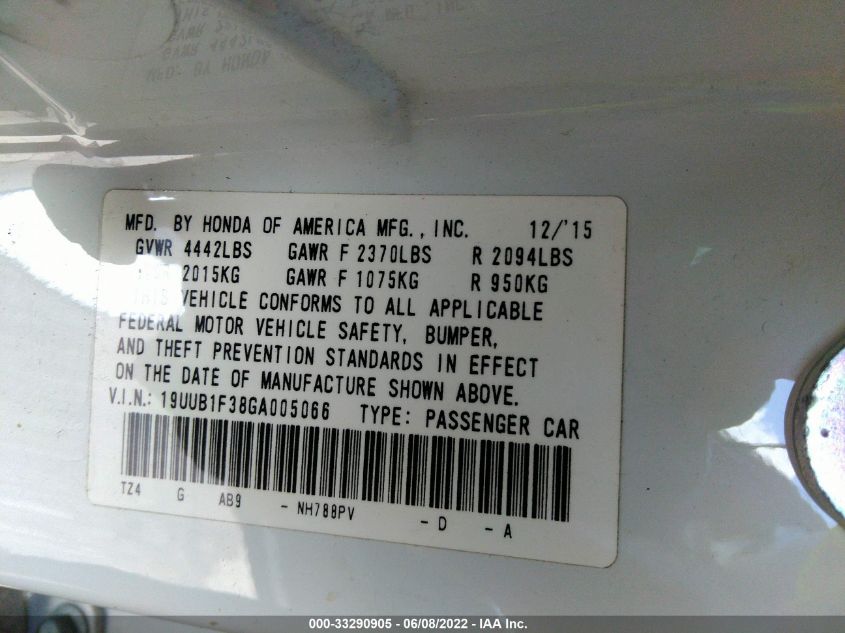 MFD. BY HONDA OF AMERICA MFG., INC. 12/'15
GVWR 4442LBS GAWR F 2370LBS R 2094LBS
2015KG GAWR F 1075KG R 950KG
THIS VEHICLE CONFORMS TO ALL APPLICABLE
FEDERAL MOTOR VEHICLE SAFETY, BUMPER,
AND THEFT PREVENTION STANDARDS IN EFFECT
ON THE DATE OF MANUFACTURE SHOWN ABOVE.
V.I.N.: 19UUB1F38GA005066 TYPE: PASSENGER CAR
TZ4 G AB9 - NH788PV - D - A
000-33290905 - 06/08/2022 - IAA Inc.